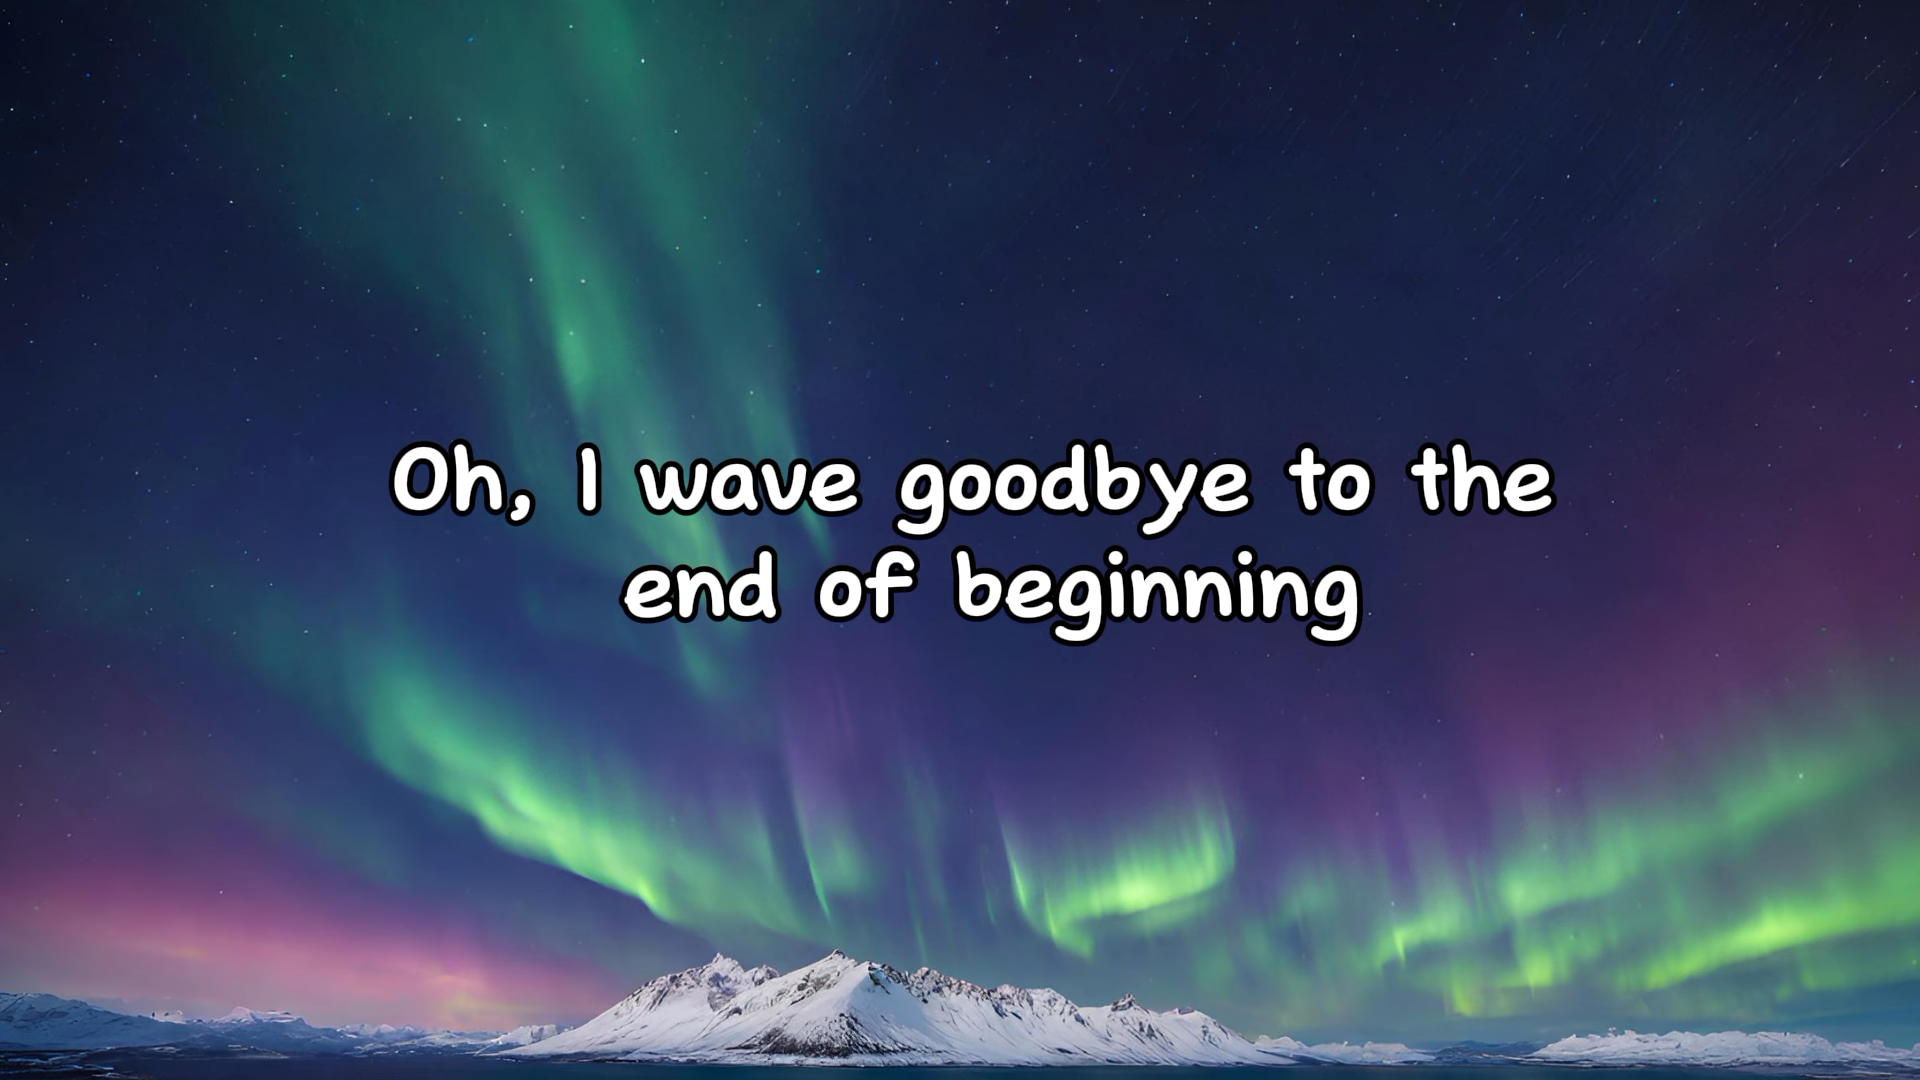 Oh, I wave goodbye to the
end of beginning